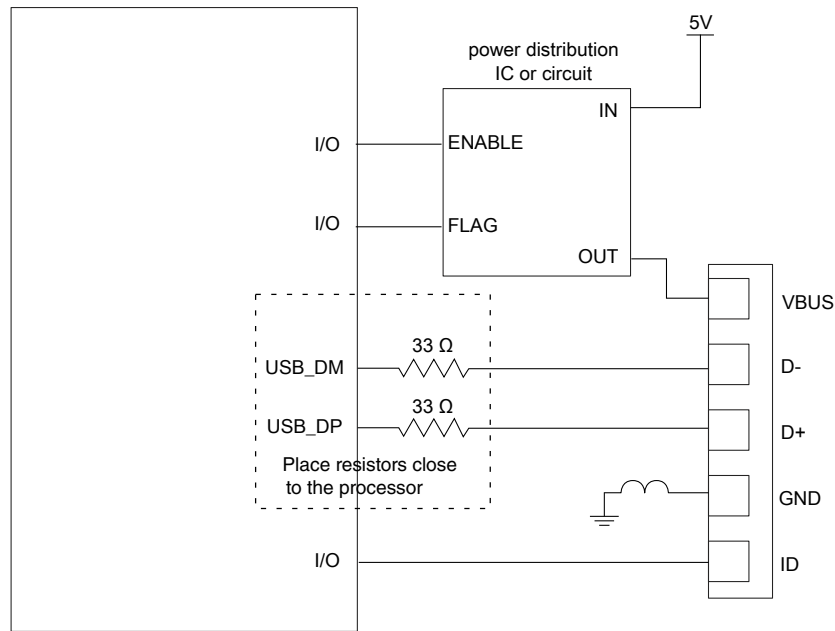 5V
power distribution
IC or circuit
IN
I/O
ENABLE
I/O
FLAG
OUT
VBUS
33 Ω
USB_DM
D-
33 Ω
USB_DP
D+
Place resistors close
to the processor
GND
I/O
ID